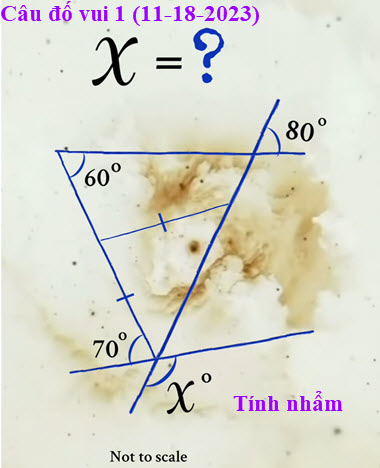 Câu đố vui 1 (11-18-2023)
x = ?
80°
60°
70°
x°
Tính nhẩm
Not to scale